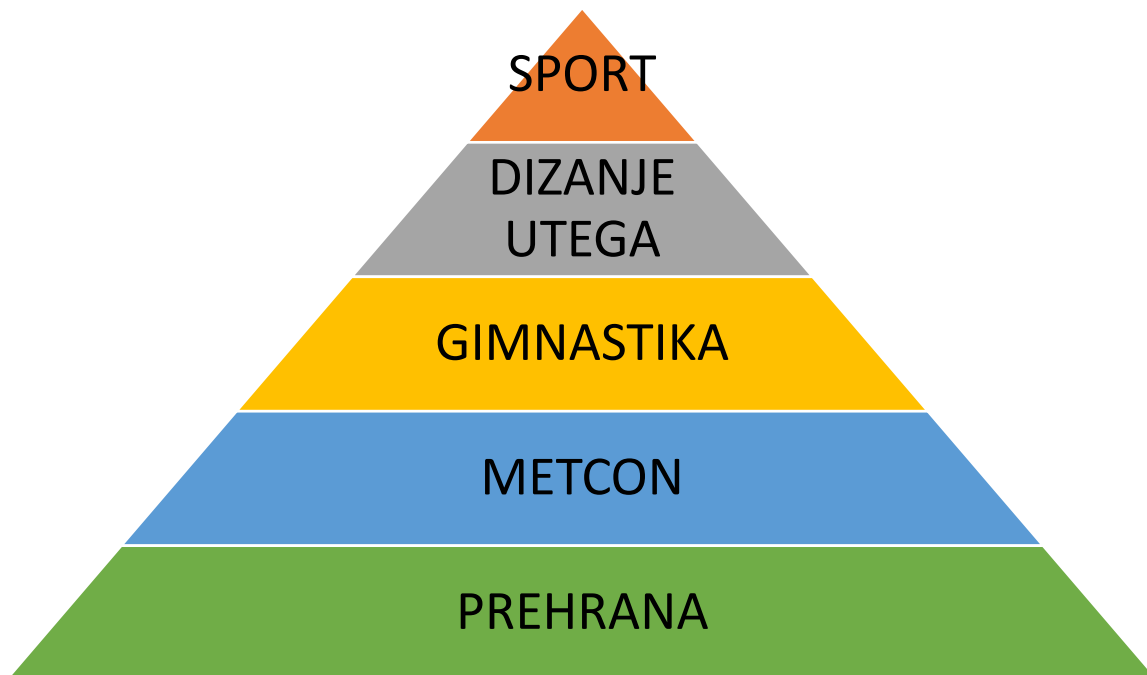 SPORT
DIZANJE
UTEGA
GIMNASTIKA
METCON
PREHRANA